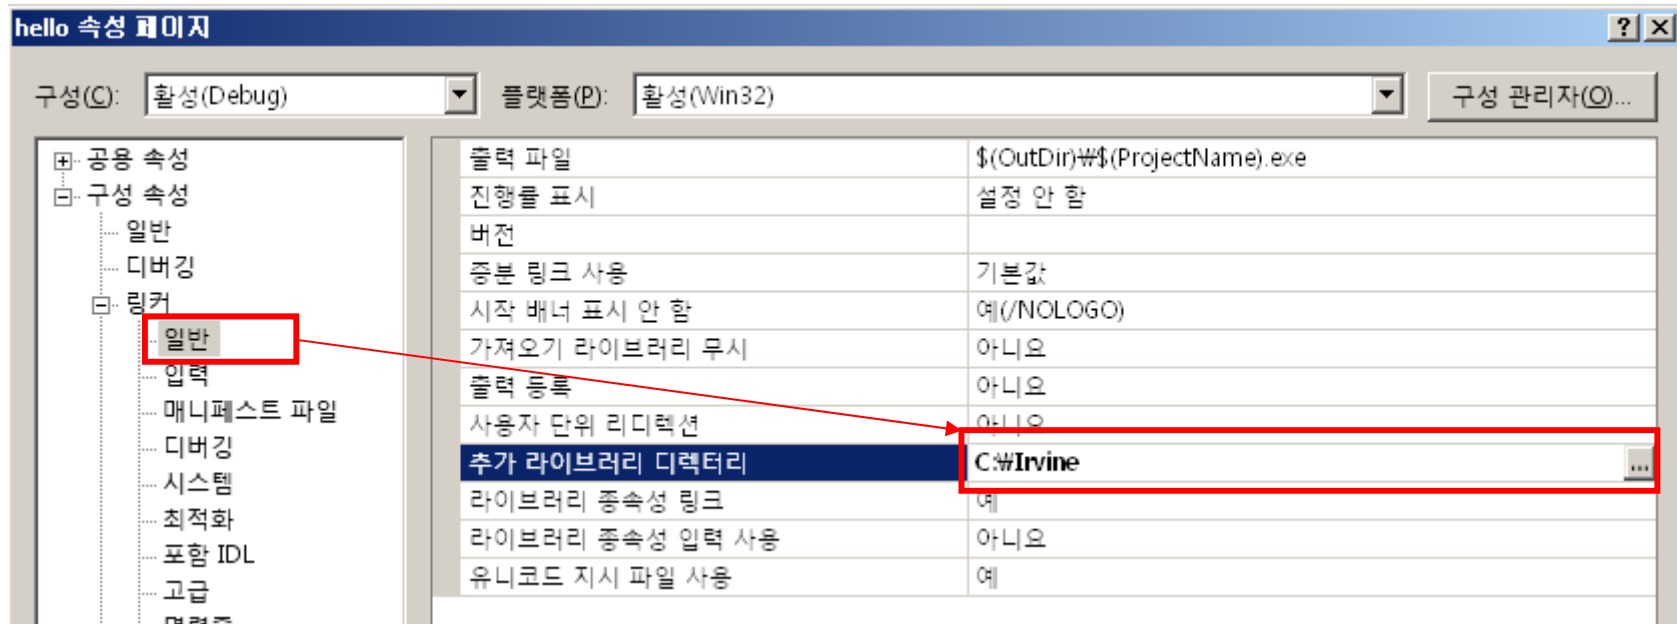 hello 속성 페이지
구성(C): 활성(Debug) 플랫폼(P): 활성(Win32) 구성 관리자(O)...
공용 속성
구성 속성
일반
디버깅
링커
일반
입력
매니페스트 파일
디버깅
시스템
최적화
포함 IDL
고급
명령줄
출력 파일 $(OutDir)₩$(ProjectName).exe
진행률 표시 설정 안 함
버전
증분 링크 사용 기본값
시작 배너 표시 안 함 예(/NOLOGO)
가져오기 라이브러리 무시 아니요
출력 등록 아니요
사용자 단위 리디렉션 아니요
추가 라이브러리 디렉터리 C:₩Irvine ...
라이브러리 종속성 링크 예
라이브러리 종속성 입력 사용 아니요
유니코드 지시 파일 사용 예